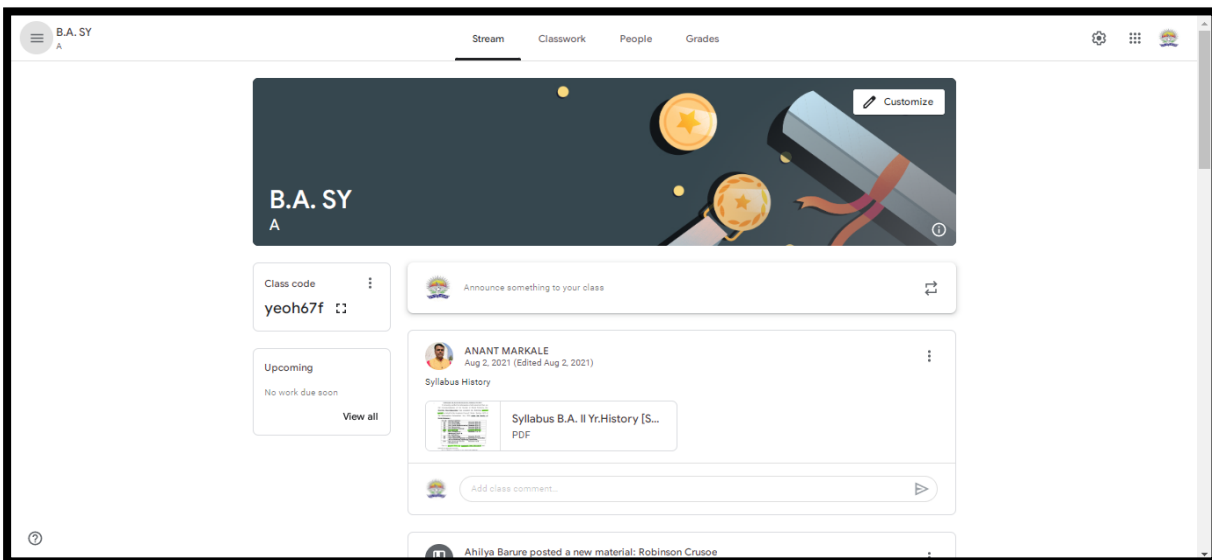 B.A. SY
A
Stream
Classwork
People
Grades
Customize
B.A. SY
A
Class code
yeoh67f
Upcoming
No work due soon
View all
Announce something to your class
ANANT MARKALE
Aug 2, 2021 (Edited Aug 2, 2021)
Syllabus History
Syllabus B.A. II Yr.History [S...
PDF
Add class comment...
Ahilya Barure posted a new material: Robinson Crusoe